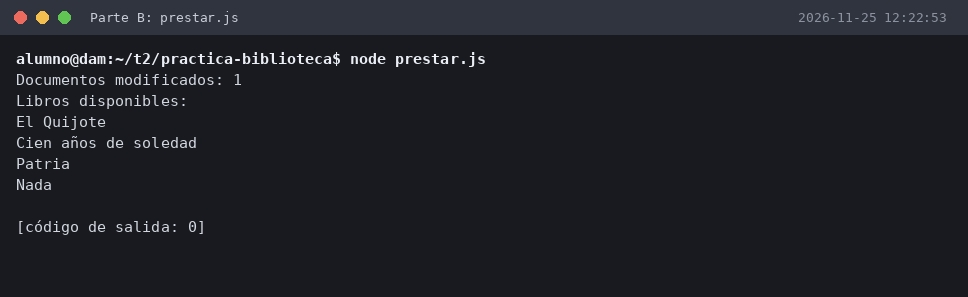 Parte B: prestar.js
2026-11-25 12:22:53
alumno@dam:~/t2/practica-biblioteca$ node prestar.js
Documentos modificados: 1
Libros disponibles:
El Quijote
Cien años de soledad
Patria
Nada
[código de salida: 0]